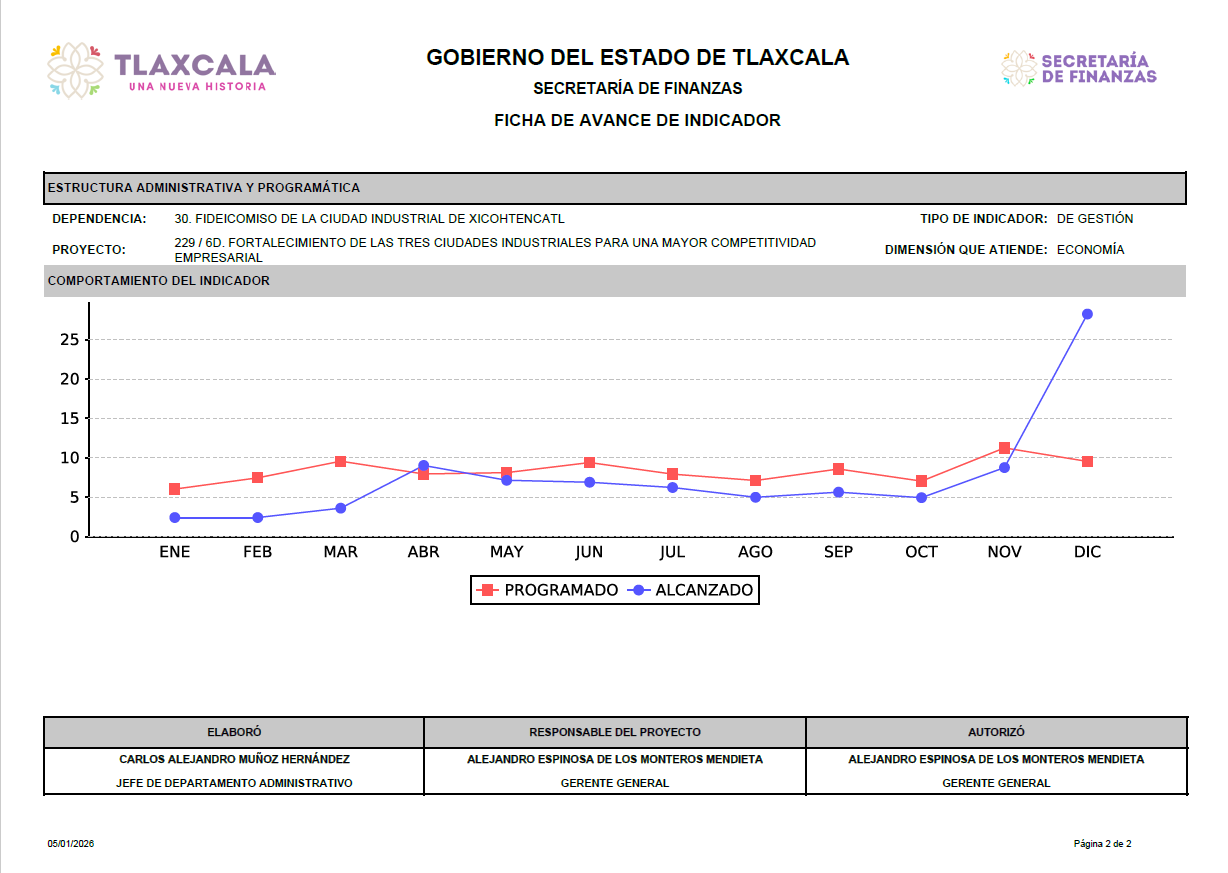 TLAXCALA
UNA NUEVA HISTORIA
GOBIERNO DEL ESTADO DE TLAXCALA
SECRETARÍA DE FINANZAS
FICHA DE AVANCE DE INDICADOR
SECRETARÍA
DE FINANZAS
ESTRUCTURA ADMINISTRATIVA Y PROGRAMÁTICA
DEPENDENCIA: 30. FIDEICOMISO DE LA CIUDAD INDUSTRIAL DE XICOHTENCATL TIPO DE INDICADOR: DE GESTIÓN
PROYECTO: 229 / 6D. FORTALECIMIENTO DE LAS TRES CIUDADES INDUSTRIALES PARA UNA MAYOR COMPETITIVIDAD
EMPRESARIAL DIMENSIÓN QUE ATIENDE: ECONOMÍA
COMPORTAMIENTO DEL INDICADOR
25
20
15
10
5
0
ENE FEB MAR ABR MAY JUN JUL AGO SEP OCT NOV DIC
PROGRAMADO ALCANZADO
ELABORÓ RESPONSABLE DEL PROYECTO AUTORIZÓ
CARLOS ALEJANDRO MUÑOZ HERNÁNDEZ ALEJANDRO ESPINOSA DE LOS MONTEROS MENDIETA ALEJANDRO ESPINOSA DE LOS MONTEROS MENDIETA
JEFE DE DEPARTAMENTO ADMINISTRATIVO GERENTE GENERAL GERENTE GENERAL
05/01/2026 Página 2 de 2